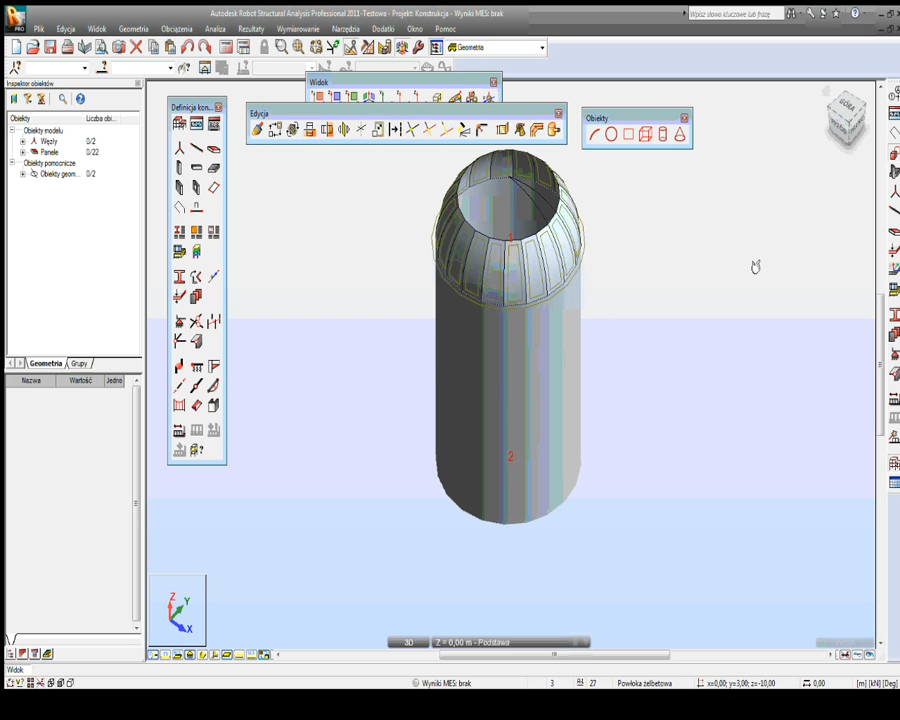 Autodesk Robot Structural Analysis Professional 2011-Testowa - Projekt: Konstrukcja - Wyniki MES: brak
Wpisz słowo kluczowe lub frazę
PRO
Plik Edycja Widok Geometria Obciążenia Analiza Rezultaty Wymiarowanie Narzędzia Dodatki Okno Pomoc
Geometria
Inspektor obiektów
Obiekty Liczba obi...
Obiekty modelu
Węzły 0/2
Panele 0/22
Obiekty pomocnicze
Obiekty geom... 0/2
Geometria Grupy
Nazwa Wartość Jedno
Definicja kon...
Widok
Edycja
Obiekty
GÓRA
1
2
Z
Y
X
3D Z = 0,00 m - Podstawa
Widok
Wyniki MES: brak 3 27 Powłoka żelbetowa x=0,00; y=3,00; z=-10,00 0,00 [m] [kN] [Deg]